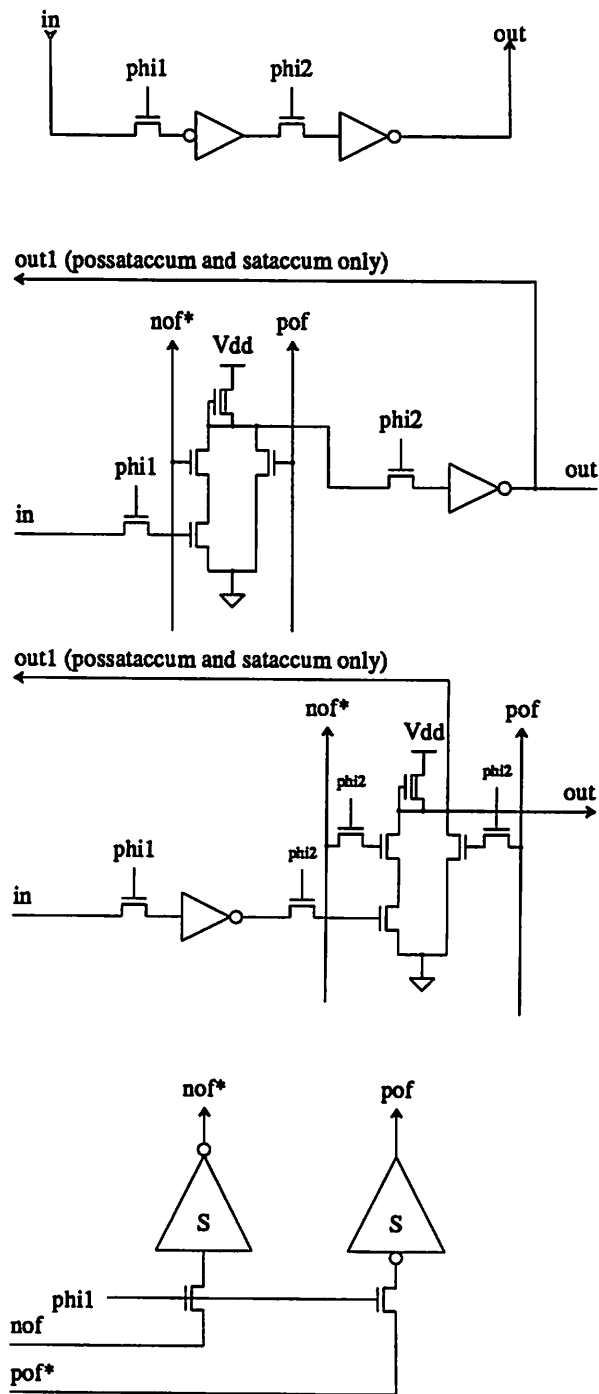 in
out
phi1
phi2
out1 (possataccum and sataccum only)
nof*
pof
Vdd
phi2
phi1
in
out
out1 (possataccum and sataccum only)
nof*
pof
Vdd
phi2
phi2
out
phi1
phi2
in
nof*
pof
S
S
phi1
nof
pof*